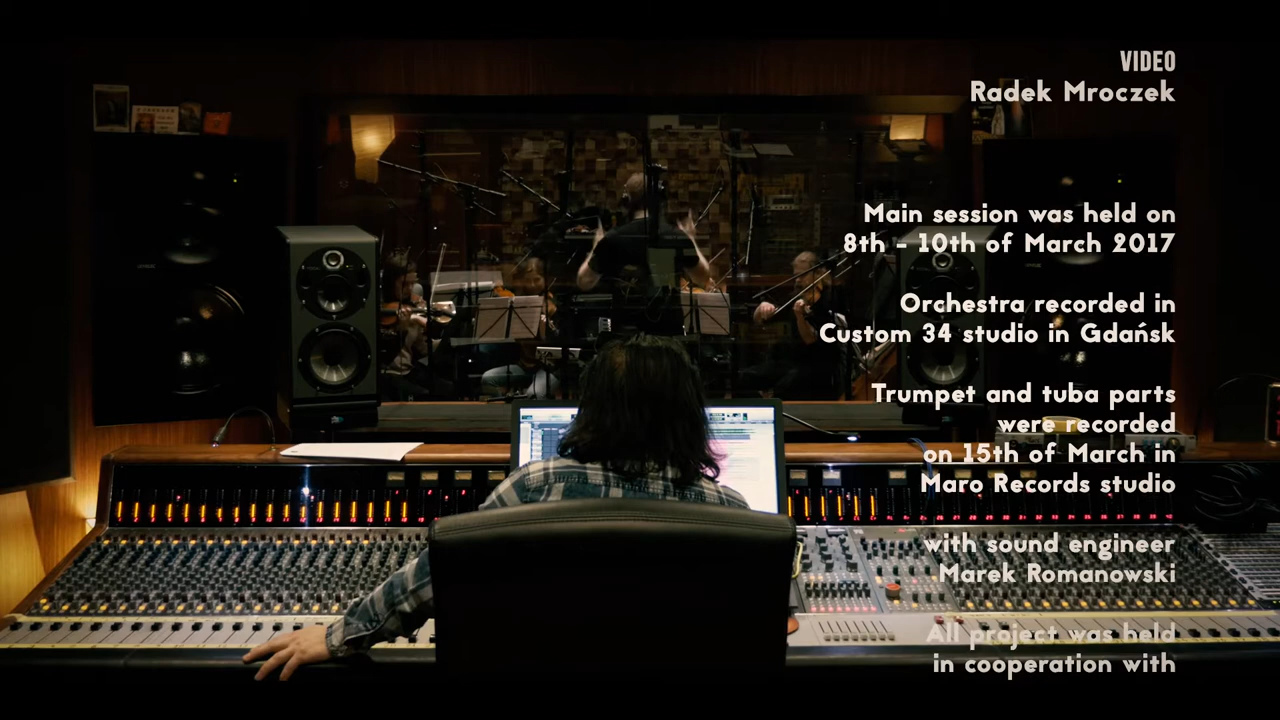 VIDEO
Radek Mroczek
Main session was held on
8th - 10th of March 2017
Orchestra recorded in
Custom 34 studio in Gdańsk
Trumpet and tuba parts
were recorded
on 15th of March in
Maro Records studio
with sound engineer
Marek Romanowski
All project was held
in cooperation with